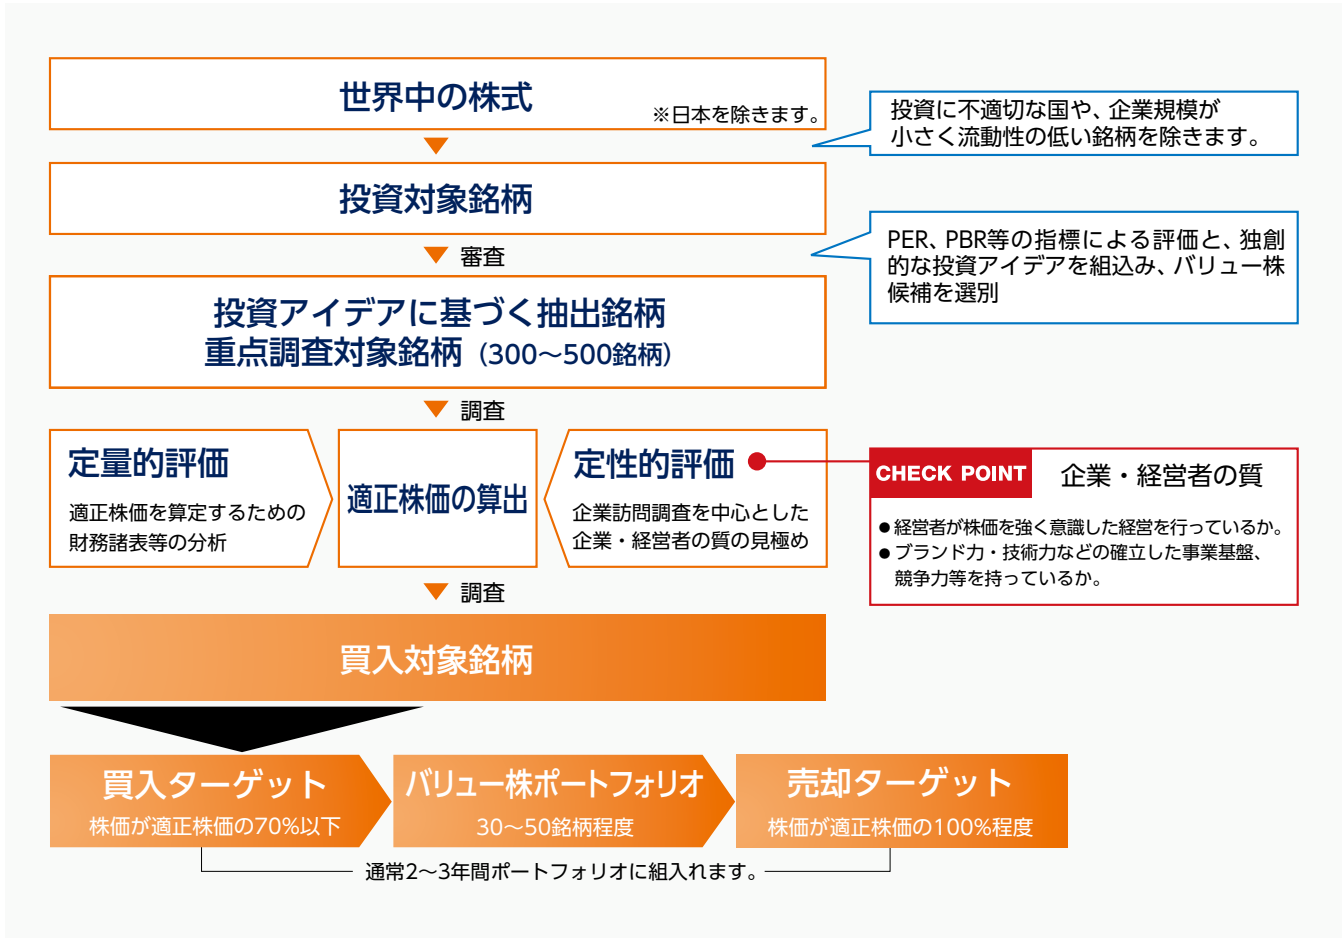 世界中の株式
※日本を除きます。
投資に不適切な国や、企業規模が
小さく流動性の低い銘柄を除きます。
投資対象銘柄
審査
PER、PBR等の指標による評価と、独創
的な投資アイデアを組込み、バリュー株
候補を選別
投資アイデアに基づく抽出銘柄
重点調査対象銘柄（300～500銘柄）
調査
定量的評価
適正株価を算定するための
財務諸表等の分析
適正株価の算出
定性的評価
企業訪問調査を中心とした
企業・経営者の質の見極め
CHECK POINT 企業・経営者の質
●経営者が株価を強く意識した経営を行っているか。
●ブランド力・技術力などの確立した事業基盤、
競争力等を持っているか。
調査
買入対象銘柄
買入ターゲット
株価が適正株価の70%以下
バリュー株ポートフォリオ
30～50銘柄程度
売却ターゲット
株価が適正株価の100%程度
通常2～3年間ポートフォリオに組入れます。